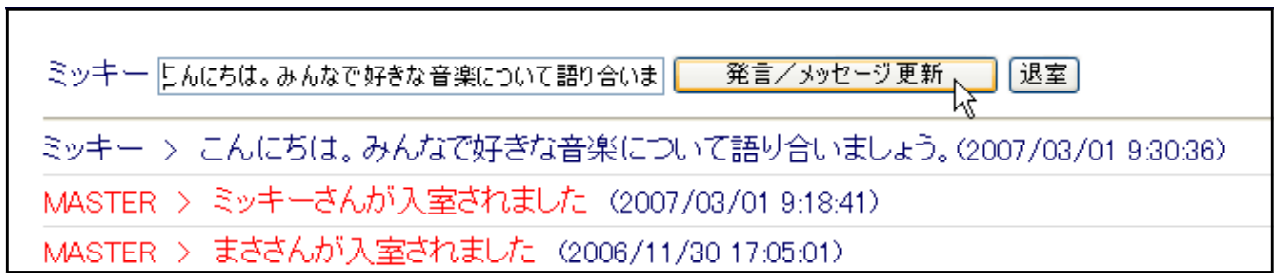 ミッキー こんにちは。みんなで好きな音楽について語り合いま 発言／メッセージ更新 退室
ミッキー ＞ こんにちは。みんなで好きな音楽について語り合いましょう。(2007/03/01 9:30:36)
MASTER ＞ ミッキーさんが入室されました (2007/03/01 9:18:41)
MASTER ＞ まささんが入室されました (2006/11/30 17:05:01)